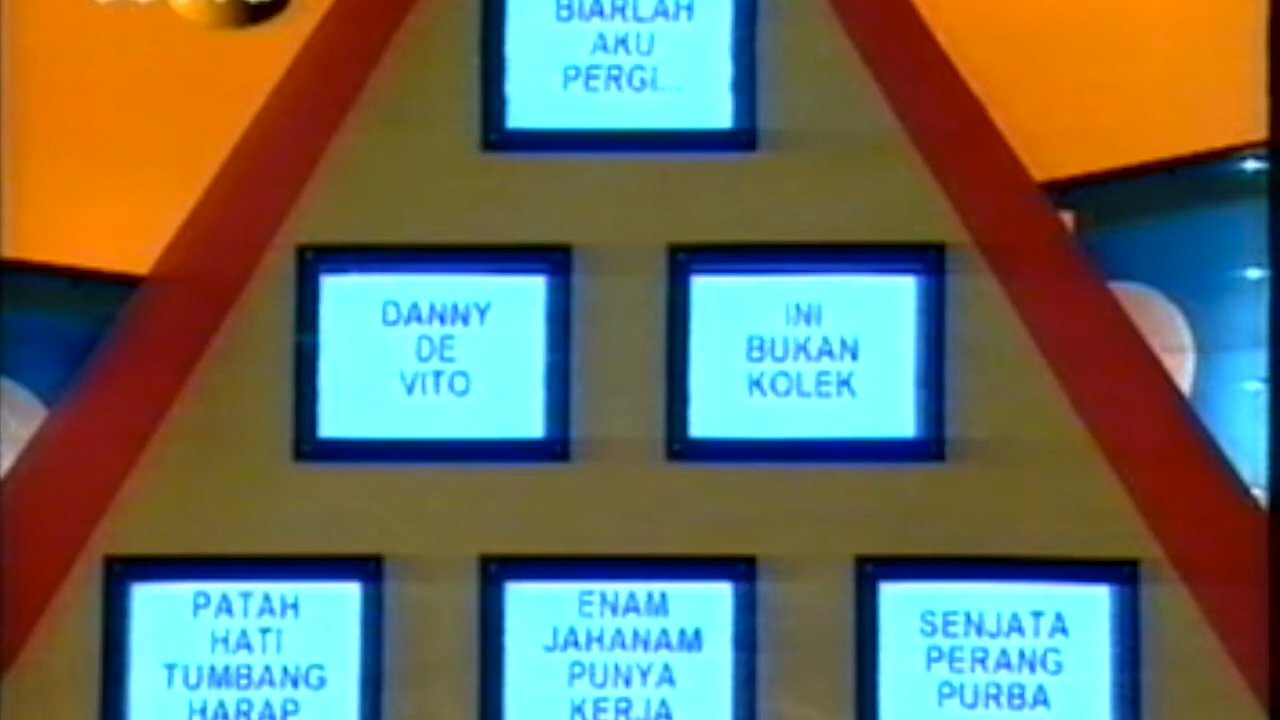 BIARLAH
AKU
PERGI...
DANNY
DE
VITO
INI
BUKAN
KOLEK
PATAH
HATI
TUMBANG
HARAP
ENAM
JAHANAM
PUNYA
KERJA
SENJATA
PERANG
PURBA